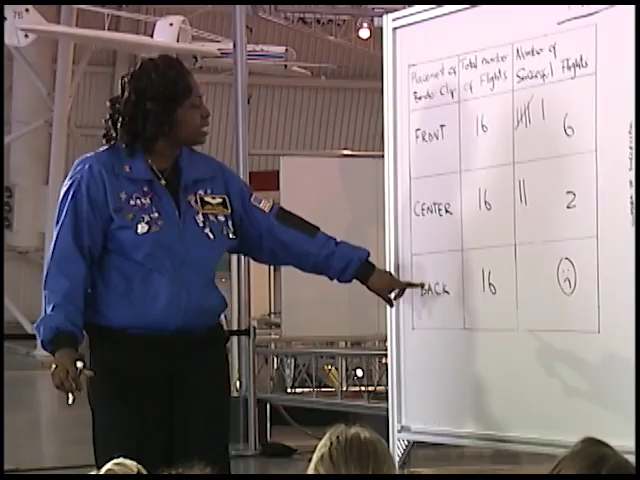 76
Placement of Total number Number of
Binder Clip of Flights Successful Flights
FRONT 16 6
CENTER 16 2
BACK 16